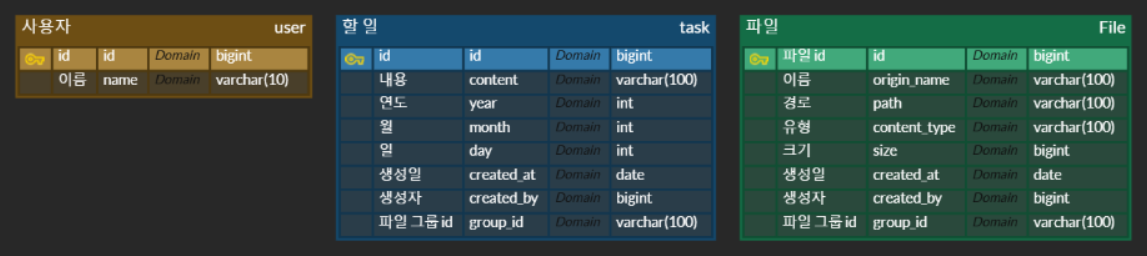 사용자 user
id id Domain bigint
이름 name Domain varchar(10)
할 일 task
id id Domain bigint
내용 content Domain varchar(100)
연도 year Domain int
월 month Domain int
일 day Domain int
생성일 created_at Domain date
생성자 created_by Domain bigint
파일 그룹 id group_id Domain varchar(100)
파일 File
파일 id id Domain bigint
이름 origin_name Domain varchar(100)
경로 path Domain varchar(100)
유형 content_type Domain varchar(100)
크기 size Domain bigint
생성일 created_at Domain date
생성자 created_by Domain bigint
파일 그룹 id group_id Domain varchar(100)